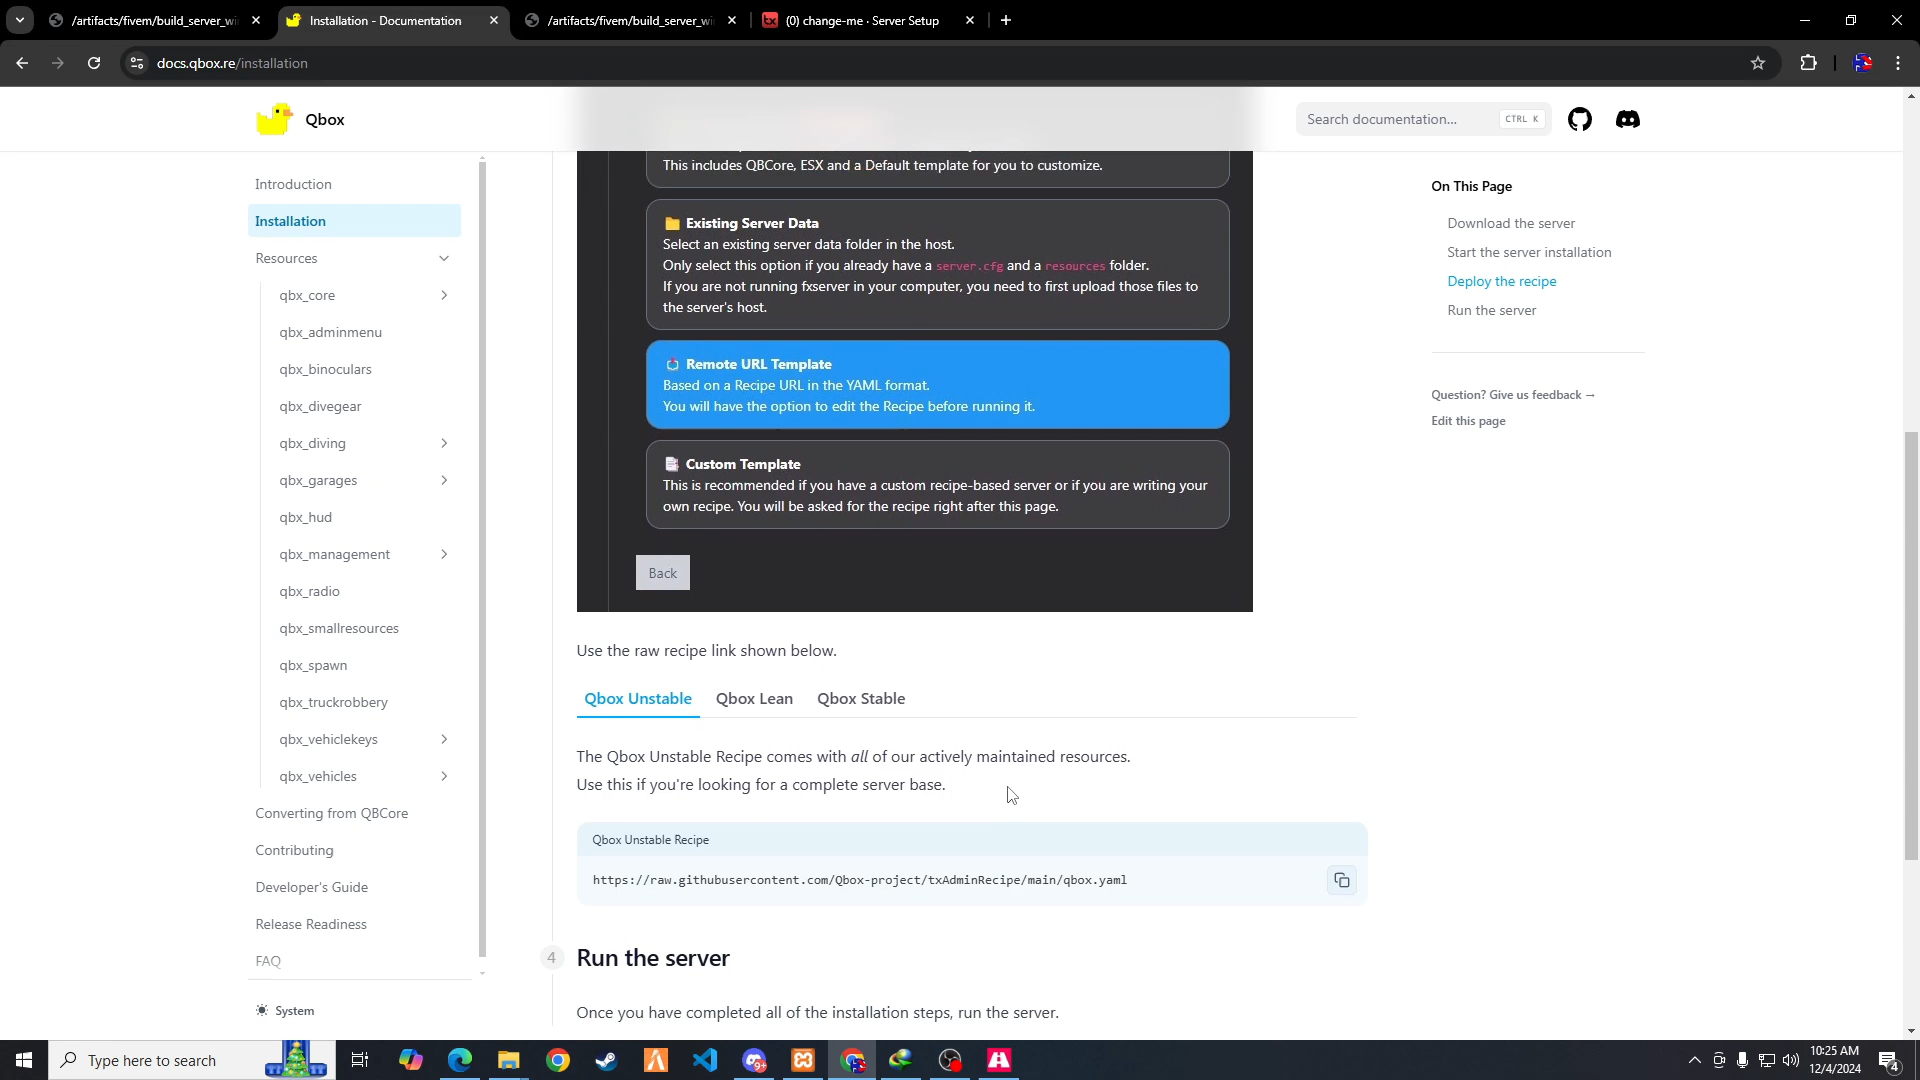 /artifacts/fivem/build_server_wi
Installation - Documentation
/artifacts/fivem/build_server_wi
(0) change-me · Server Setup
docs.qbox.re/installation
Qbox
Search documentation...
CTRL K
Introduction
Installation
Resources
qbx_core
qbx_adminmenu
qbx_binoculars
qbx_divegear
qbx_diving
qbx_garages
qbx_hud
qbx_management
qbx_radio
qbx_smallresources
qbx_spawn
qbx_truckrobbery
qbx_vehiclekeys
qbx_vehicles
Converting from QBCore
Contributing
Developer's Guide
Release Readiness
FAQ
System
This includes QBCore, ESX and a Default template for you to customize.
Existing Server Data
Select an existing server data folder in the host.
Only select this option if you already have a server.cfg and a resources folder.
If you are not running fxserver in your computer, you need to first upload those files to
the server's host.
Remote URL Template
Based on a Recipe URL in the YAML format.
You will have the option to edit the Recipe before running it.
Custom Template
This is recommended if you have a custom recipe-based server or if you are writing your
own recipe. You will be asked for the recipe right after this page.
Back
Use the raw recipe link shown below.
Qbox Unstable Qbox Lean Qbox Stable
The Qbox Unstable Recipe comes with all of our actively maintained resources.
Use this if you're looking for a complete server base.
Qbox Unstable Recipe
https://raw.githubusercontent.com/Qbox-project/txAdminRecipe/main/qbox.yaml
4 Run the server
Once you have completed all of the installation steps, run the server.
On This Page
Download the server
Start the server installation
Deploy the recipe
Run the server
Question? Give us feedback →
Edit this page
Type here to search
10:25 AM
12/4/2024
4